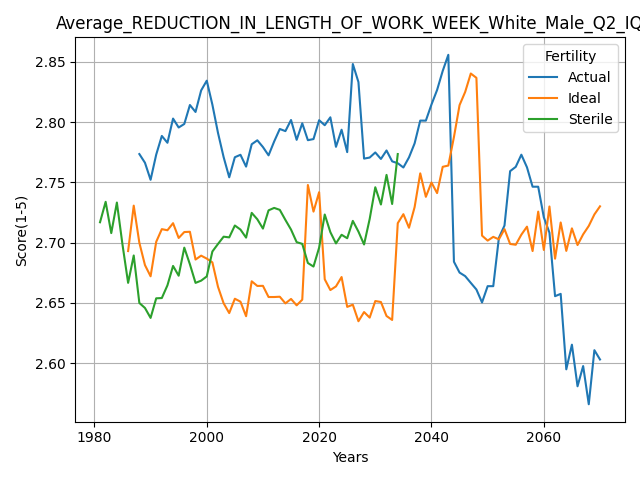 Average_REDUCTION_IN_LENGTH_OF_WORK_WEEK_White_Male_Q2_IQ
Fertility
Actual
Ideal
Sterile
Score(1-5)
2.85
2.80
2.75
2.70
2.65
2.60
1980 2000 2020 2040 2060
Years